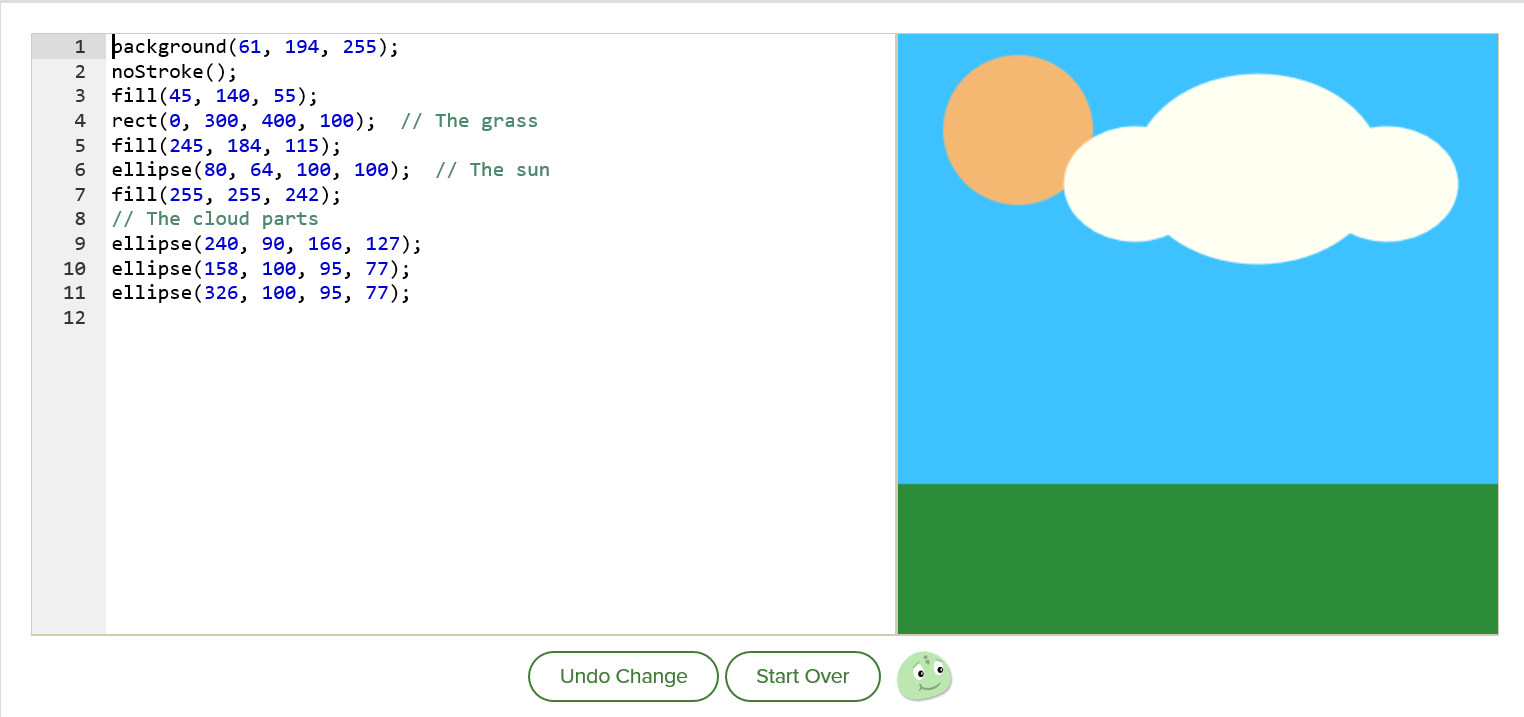 1 background(61, 194, 255);
2 noStroke();
3 fill(45, 140, 55);
4 rect(0, 300, 400, 100);  // The grass
5 fill(245, 184, 115);
6 ellipse(80, 64, 100, 100);  // The sun
7 fill(255, 255, 242);
8 // The cloud parts
9 ellipse(240, 90, 166, 127);
10 ellipse(158, 100, 95, 77);
11 ellipse(326, 100, 95, 77);
12
Undo Change Start Over